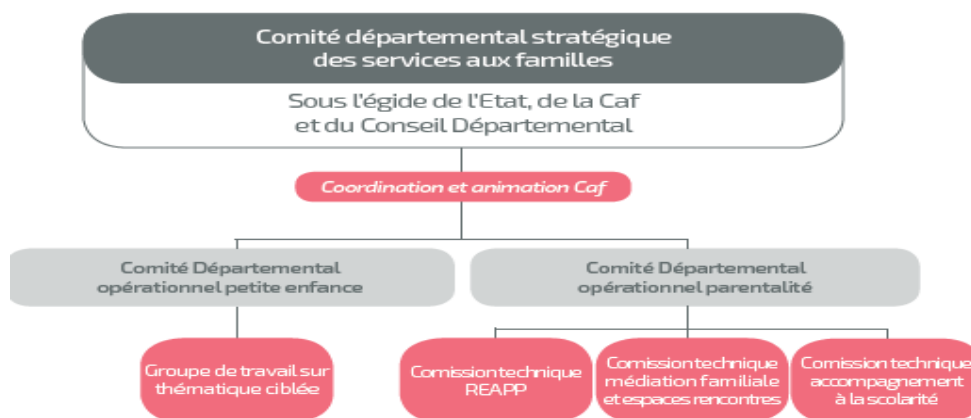 Comité départemental stratégique
des services aux familles
Sous l'égide de l'Etat, de la Caf
et du Conseil Départemental
Coordination et animation Caf
Comité Départemental
opérationnel petite enfance
Comité Départemental
opérationnel parentalité
Groupe de travail sur
thématique ciblée
Comission technique
REAPP
Comission technique
médiation familiale
et espaces rencontres
Comission technique
accompagnement
à la scolarité